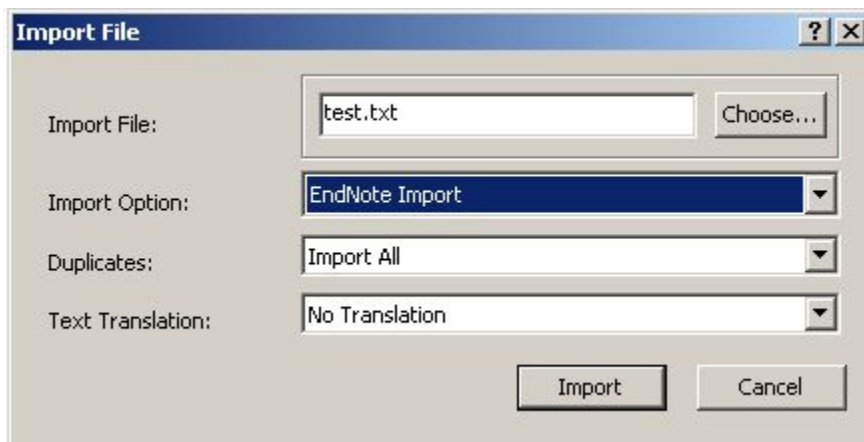 Import File
Import File:
test.txt
Choose...
Import Option:
EndNote Import
Duplicates:
Import All
Text Translation:
No Translation
Import
Cancel